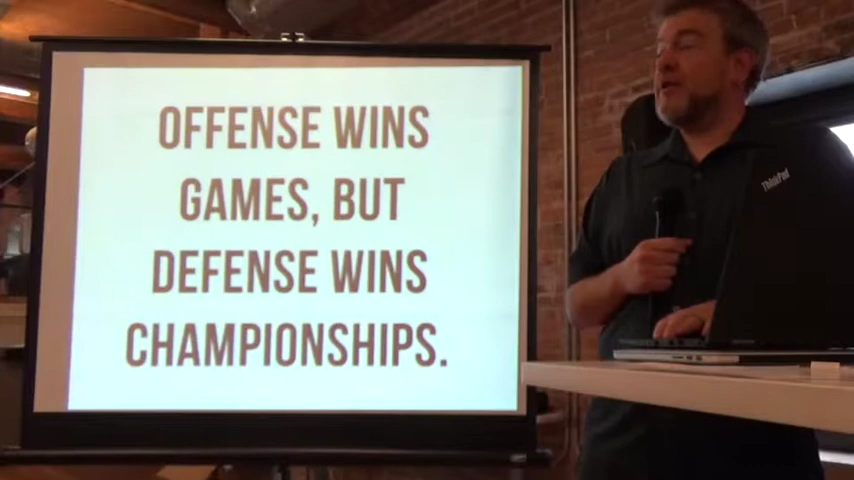 OFFENSE WINS
GAMES, BUT
DEFENSE WINS
CHAMPIONSHIPS.
ThinkPad